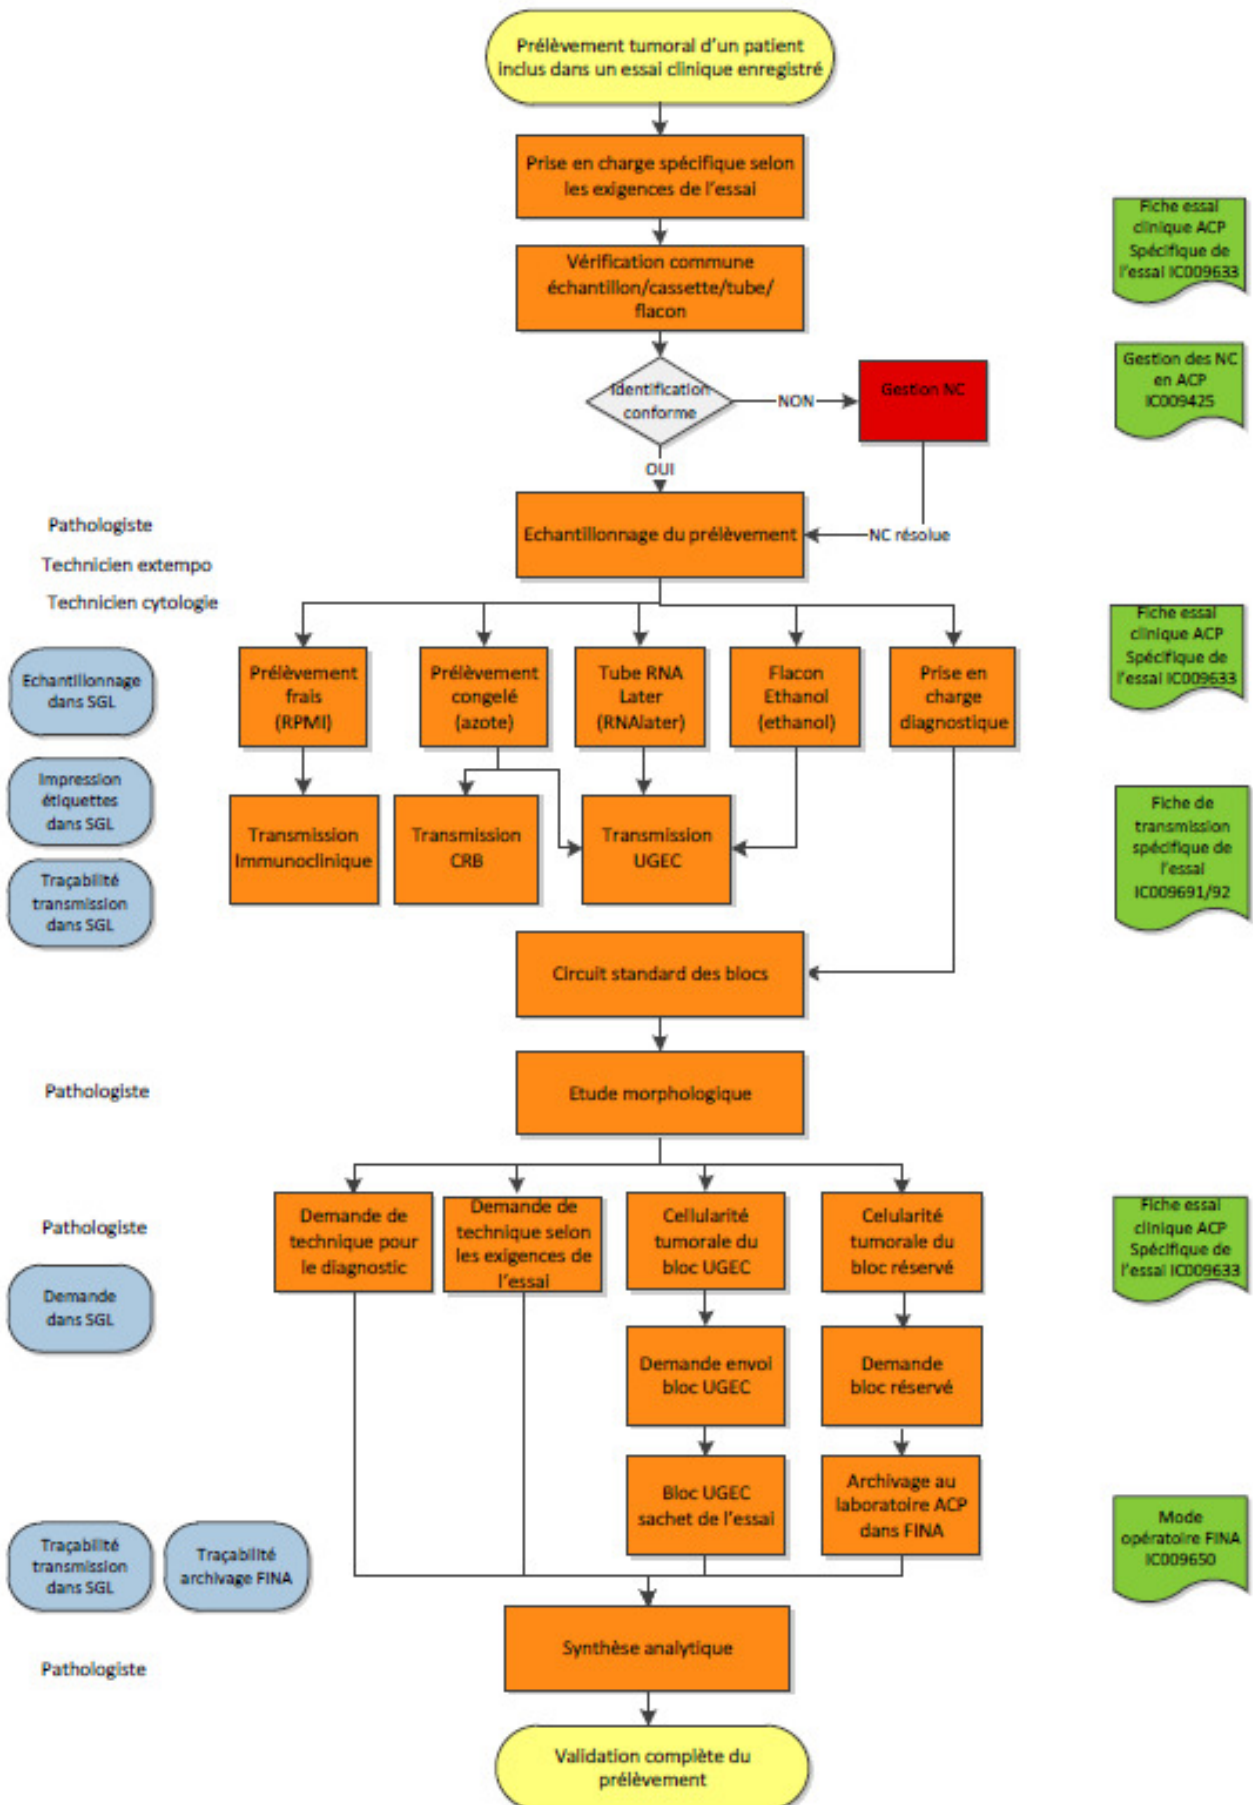 Prélèvement tumoral d'un patient
inclus dans un essai clinique enregistré
Prise en charge spécifique selon
les exigences de l'essai
Fiche essai
clinique ACP
Spécifique de
l'essai IC009633
Vérification commune
échantillon/cassette/tube/
flacon
Gestion des NC
en ACP
IC009425
Identification
conforme
NON
Gestion NC
OUI
Pathologiste
Technicien extempo
Technicien cytologie
Echantillonnage du prélèvement
NC résolue
Fiche essai
clinique ACP
Spécifique de
l'essai IC009633
Echantillonnage
dans SGL
Prélèvement
frais
(RPMI)
Prélèvement
congelé
(azote)
Tube RNA
Later
(RNAlater)
Flacon
Ethanol
(ethanol)
Prise en
charge
diagnostique
Impression
étiquettes
dans SGL
Traçabilité
transmission
dans SGL
Transmission
Immunoclinique
Transmission
CRB
Transmission
UGEC
Fiche de
transmission
spécifique de
l'essai
IC009691/92
Circuit standard des blocs
Pathologiste
Etude morphologique
Pathologiste
Demande
dans SGL
Demande de
technique pour
le diagnostic
Demande de
technique selon
les exigences de
l'essai
Cellularité
tumorale du
bloc UGEC
Celularité
tumorale du
bloc réservé
Fiche essai
clinique ACP
Spécifique de
l'essai IC009633
Demande envoi
bloc UGEC
Demande
bloc réservé
Bloc UGEC
sachet de l'essai
Archivage au
laboratoire ACP
dans FINA
Traçabilité
transmission
dans SGL
Traçabilité
archivage FINA
Mode
opératoire FINA
IC009650
Pathologiste
Synthèse analytique
Validation complète du
prélèvement